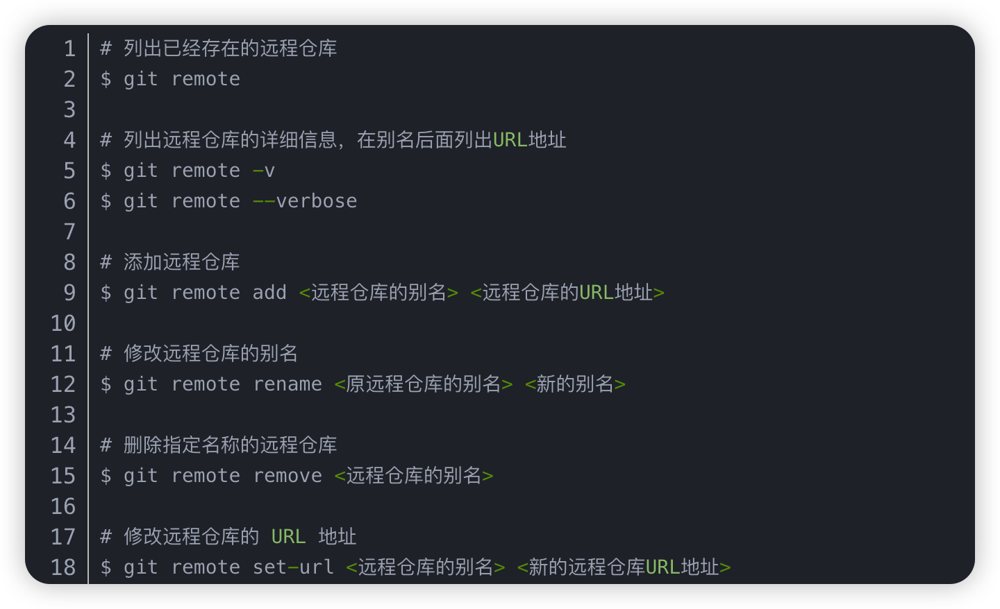 1 # 列出已经存在的远程仓库
2 $ git remote
3
4 # 列出远程仓库的详细信息，在别名后面列出URL地址
5 $ git remote -v
6 $ git remote --verbose
7
8 # 添加远程仓库
9 $ git remote add <远程仓库的别名> <远程仓库的URL地址>
10
11 # 修改远程仓库的别名
12 $ git remote rename <原远程仓库的别名> <新的别名>
13
14 # 删除指定名称的远程仓库
15 $ git remote remove <远程仓库的别名>
16
17 # 修改远程仓库的 URL 地址
18 $ git remote set-url <远程仓库的别名> <新的远程仓库URL地址>